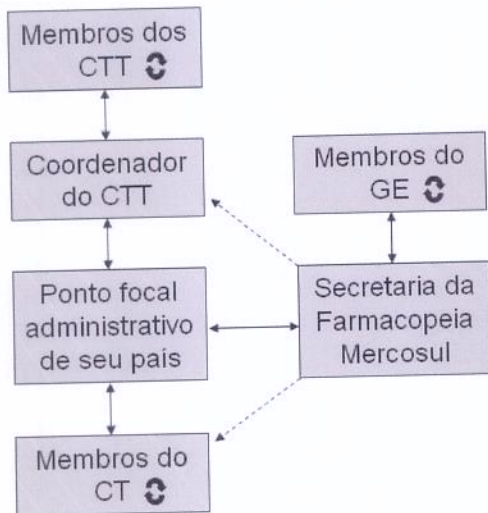 Membros dos
CTT
Coordenador
do CTT
Membros do
GE
Ponto focal
administrativo
de seu país
Secretaria da
Farmacopeia
Mercosul
Membros do
CT